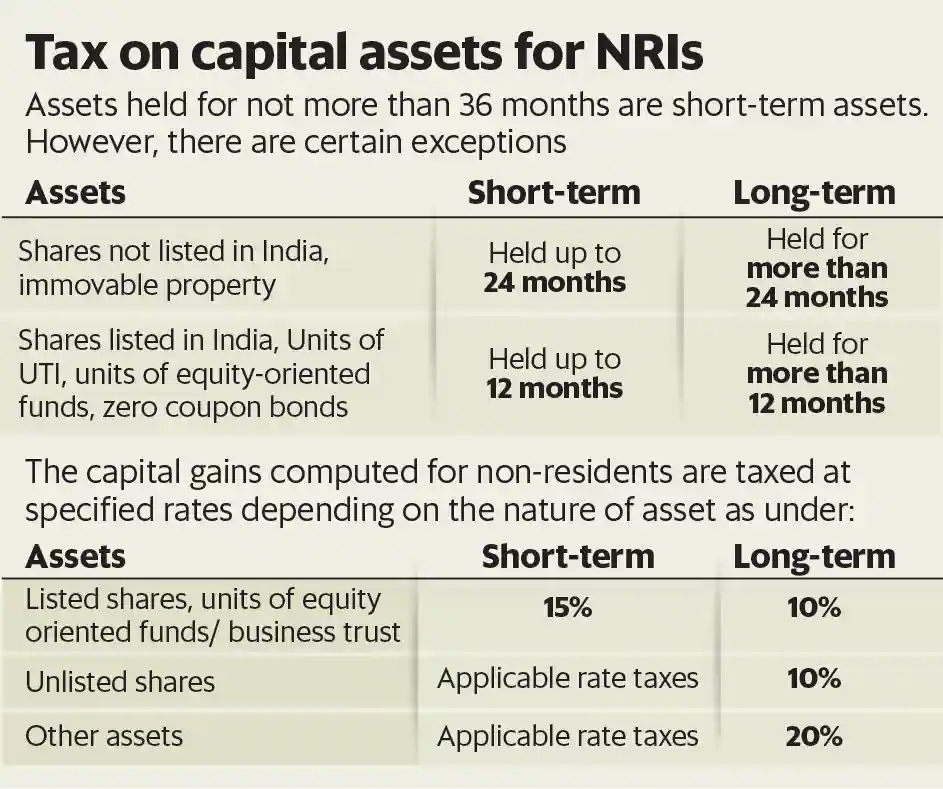 Tax on capital assets for NRIs
Assets held for not more than 36 months are short-term assets.
However, there are certain exceptions
Assets Short-term Long-term
Shares not listed in India,
immovable property
Held up to
24 months
Held for
more than
24 months
Shares listed in India, Units of
UTI, units of equity-oriented
funds, zero coupon bonds
Held up to
12 months
Held for
more than
12 months
The capital gains computed for non-residents are taxed at
specified rates depending on the nature of asset as under:
Assets Short-term Long-term
Listed shares, units of equity
oriented funds/ business trust
15% 10%
Unlisted shares Applicable rate taxes 10%
Other assets Applicable rate taxes 20%